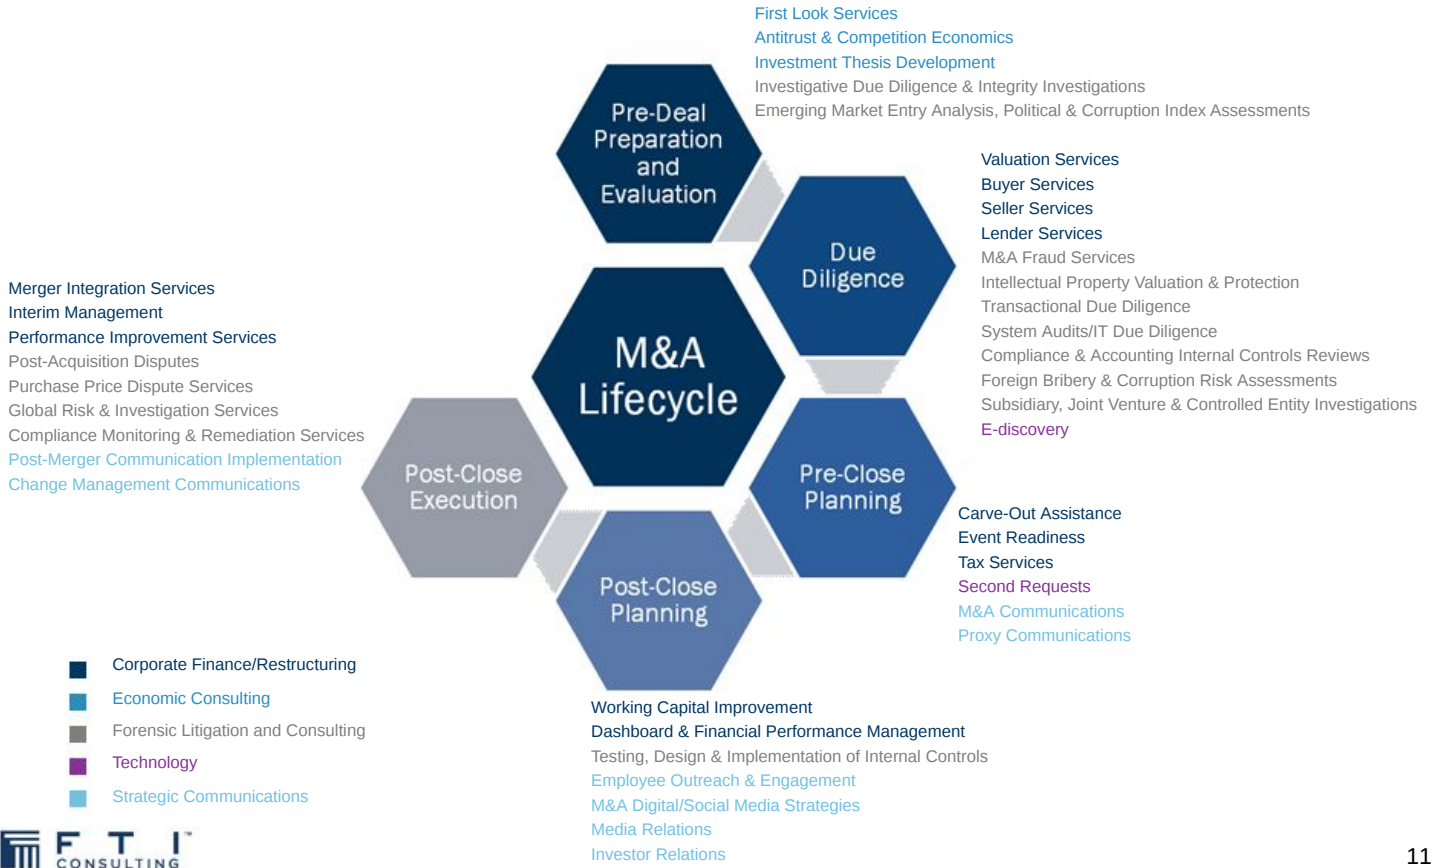 First Look Services
Antitrust & Competition Economics
Investment Thesis Development
Investigative Due Diligence & Integrity Investigations
Emerging Market Entry Analysis, Political & Corruption Index Assessments
Pre-Deal
Preparation
and
Evaluation
Valuation Services
Buyer Services
Seller Services
Lender Services
M&A Fraud Services
Intellectual Property Valuation & Protection
Transactional Due Diligence
System Audits/IT Due Diligence
Compliance & Accounting Internal Controls Reviews
Foreign Bribery & Corruption Risk Assessments
Subsidiary, Joint Venture & Controlled Entity Investigations
E-discovery
Due
Diligence
M&A
Lifecycle
Merger Integration Services
Interim Management
Performance Improvement Services
Post-Acquisition Disputes
Purchase Price Dispute Services
Global Risk & Investigation Services
Compliance Monitoring & Remediation Services
Post-Merger Communication Implementation
Change Management Communications
Post-Close
Execution
Pre-Close
Planning
Carve-Out Assistance
Event Readiness
Tax Services
Second Requests
M&A Communications
Proxy Communications
Post-Close
Planning
Corporate Finance/Restructuring
Economic Consulting
Forensic Litigation and Consulting
Technology
Strategic Communications
Working Capital Improvement
Dashboard & Financial Performance Management
Testing, Design & Implementation of Internal Controls
Employee Outreach & Engagement
M&A Digital/Social Media Strategies
Media Relations
Investor Relations
FTI™
CONSULTING
11